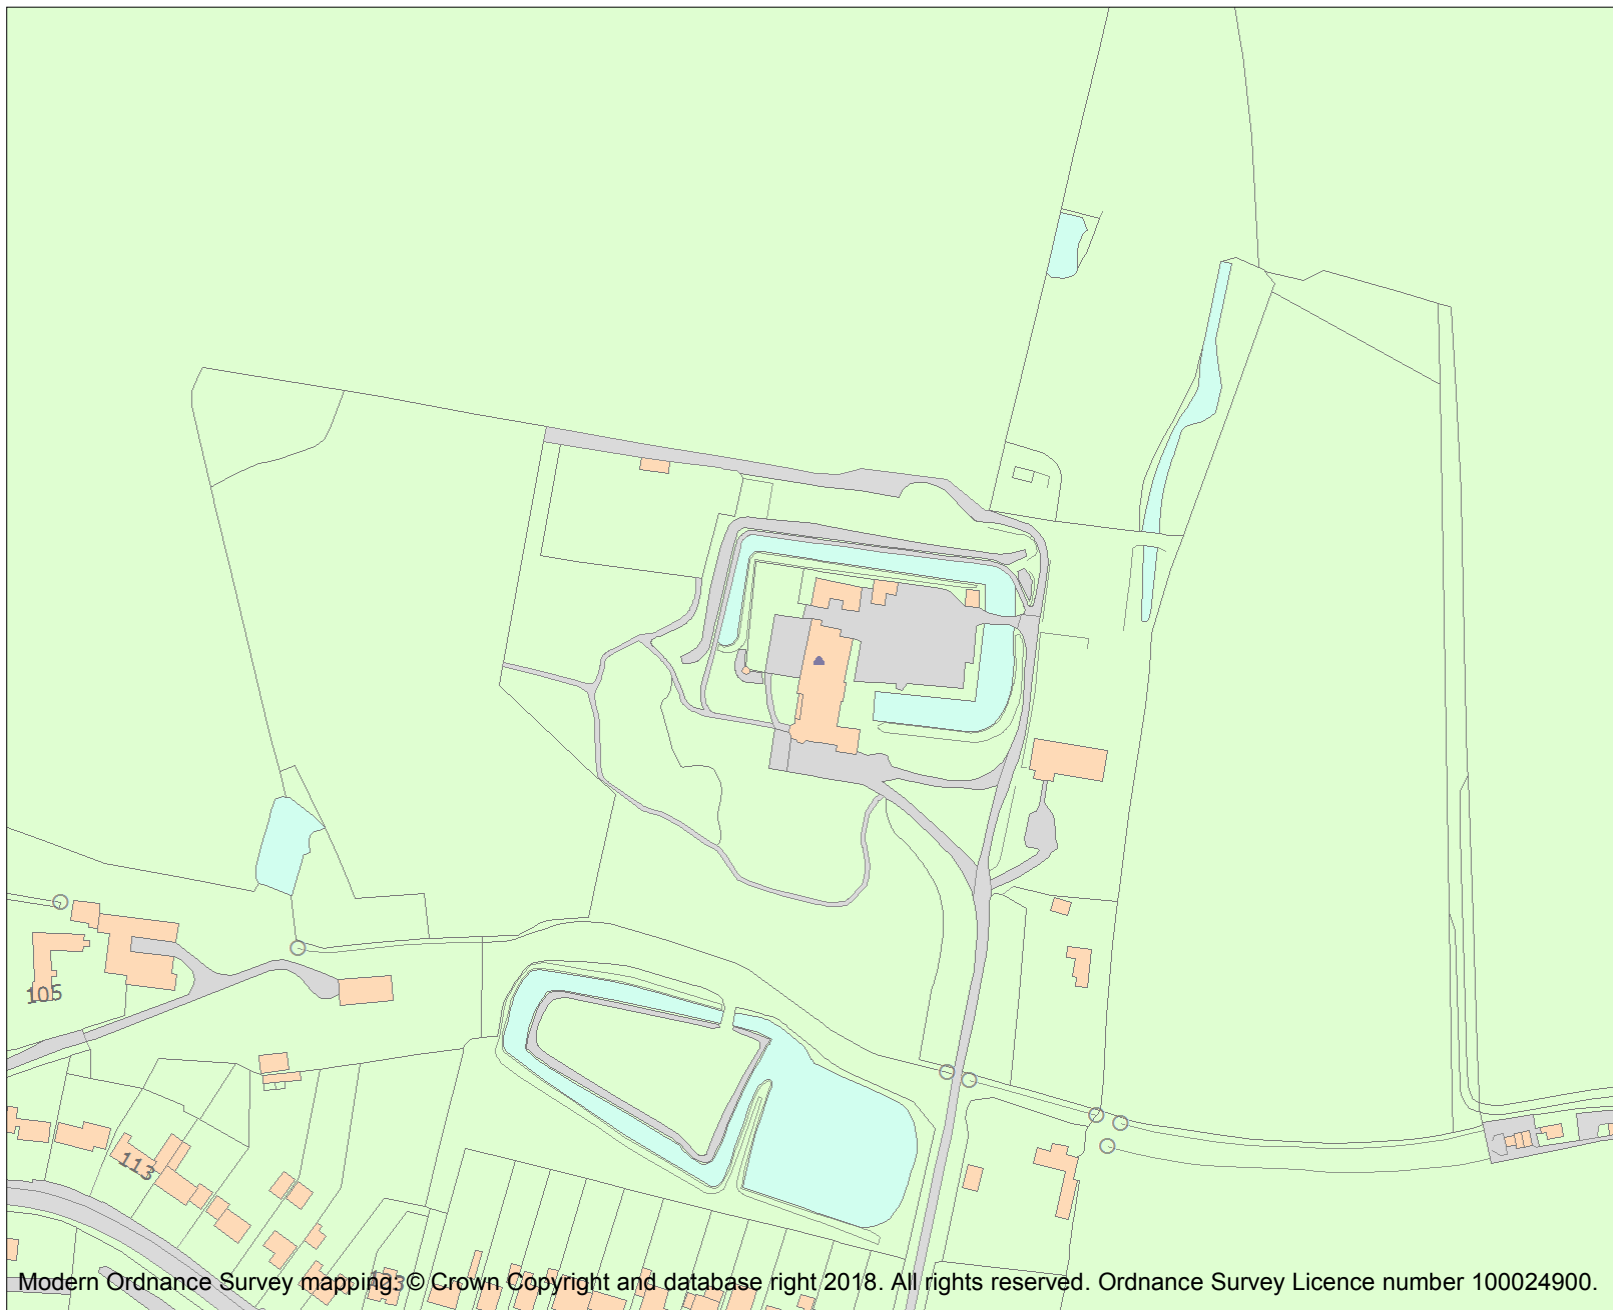 105
113
Modern Ordnance Survey mapping: © Crown Copyright and database right 2018. All rights reserved. Ordnance Survey Licence number 100024900.